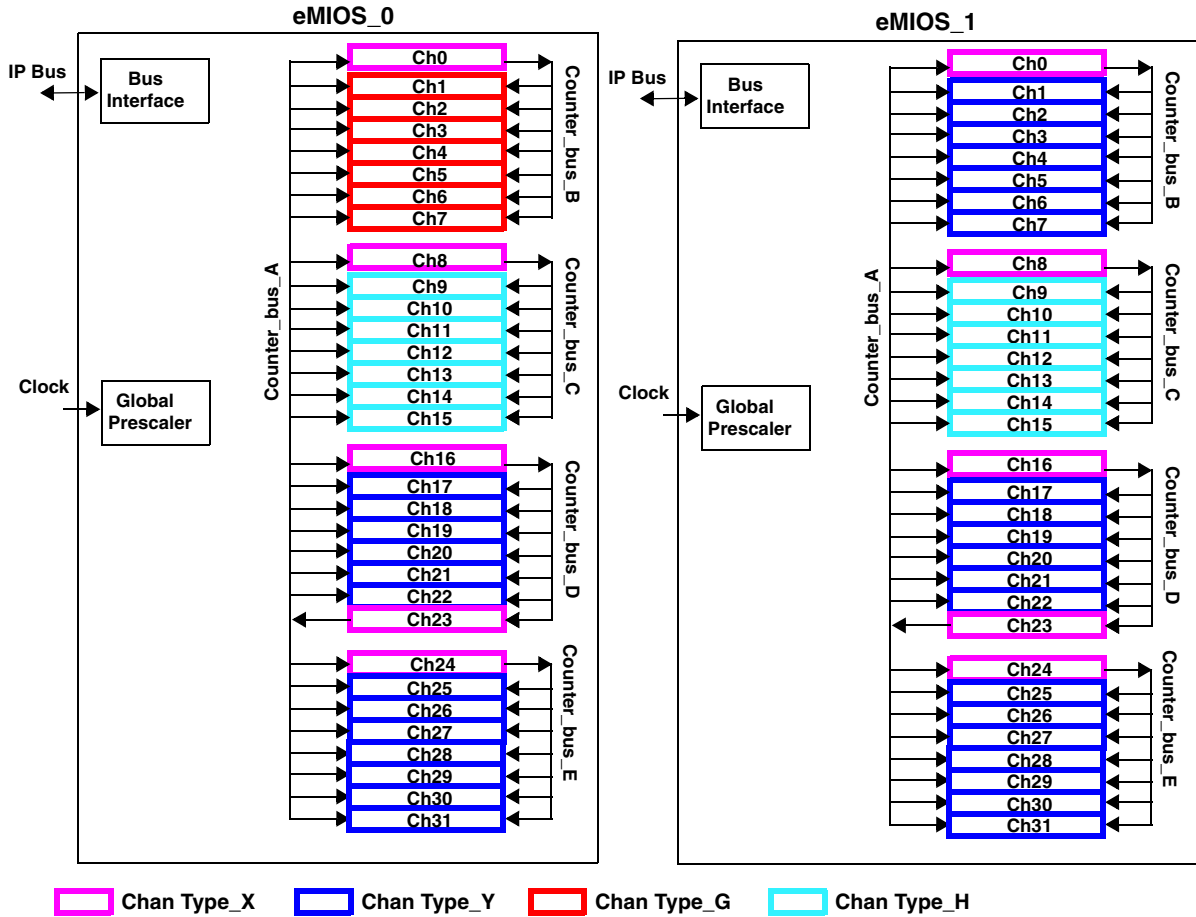 eMIOS_0
IP Bus
Bus
Interface
Clock
Global
Prescaler
Counter_bus_A
Ch0
Ch1
Ch2
Ch3
Ch4
Ch5
Ch6
Ch7
Counter_bus_B
Ch8
Ch9
Ch10
Ch11
Ch12
Ch13
Ch14
Ch15
Counter_bus_C
Ch16
Ch17
Ch18
Ch19
Ch20
Ch21
Ch22
Ch23
Counter_bus_D
Ch24
Ch25
Ch26
Ch27
Ch28
Ch29
Ch30
Ch31
Counter_bus_E
eMIOS_1
IP Bus
Bus
Interface
Clock
Global
Prescaler
Counter_bus_A
Ch0
Ch1
Ch2
Ch3
Ch4
Ch5
Ch6
Ch7
Counter_bus_B
Ch8
Ch9
Ch10
Ch11
Ch12
Ch13
Ch14
Ch15
Counter_bus_C
Ch16
Ch17
Ch18
Ch19
Ch20
Ch21
Ch22
Ch23
Counter_bus_D
Ch24
Ch25
Ch26
Ch27
Ch28
Ch29
Ch30
Ch31
Counter_bus_E
Chan Type_X
Chan Type_Y
Chan Type_G
Chan Type_H